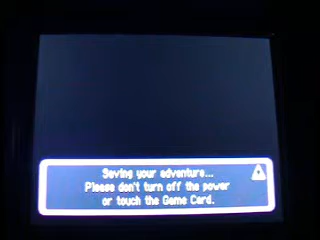 Saving your adventure...
Please don't turn off the power
or touch the Game Card.